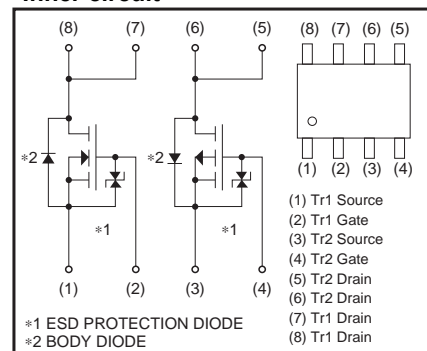 Inner circuit
(8) (7) (6) (5)
(8) (7) (6) (5)
∗2 ∗2
∗1 ∗1
(1) (2) (3) (4)
(1) (2) (3) (4)
(1) Tr1 Source
(2) Tr1 Gate
(3) Tr2 Source
(4) Tr2 Gate
(5) Tr2 Drain
(6) Tr2 Drain
(7) Tr1 Drain
(8) Tr1 Drain
∗1 ESD PROTECTION DIODE
∗2 BODY DIODE